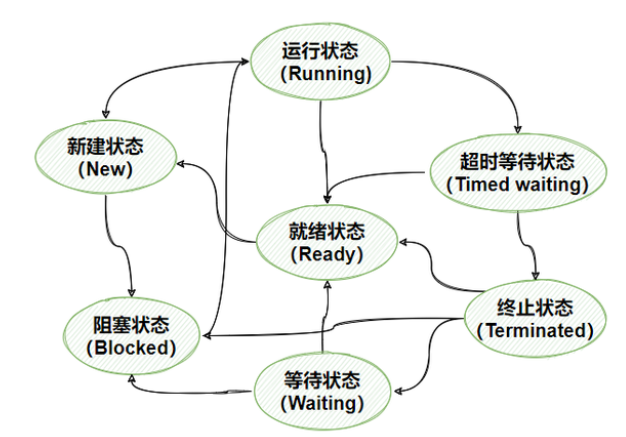 运行状态
（Running)
新建状态
（New）
超时等待状态
（Timed waiting)
就绪状态
（Ready）
阻塞状态
（Blocked）
终止状态
（Terminated）
等待状态
（Waiting）